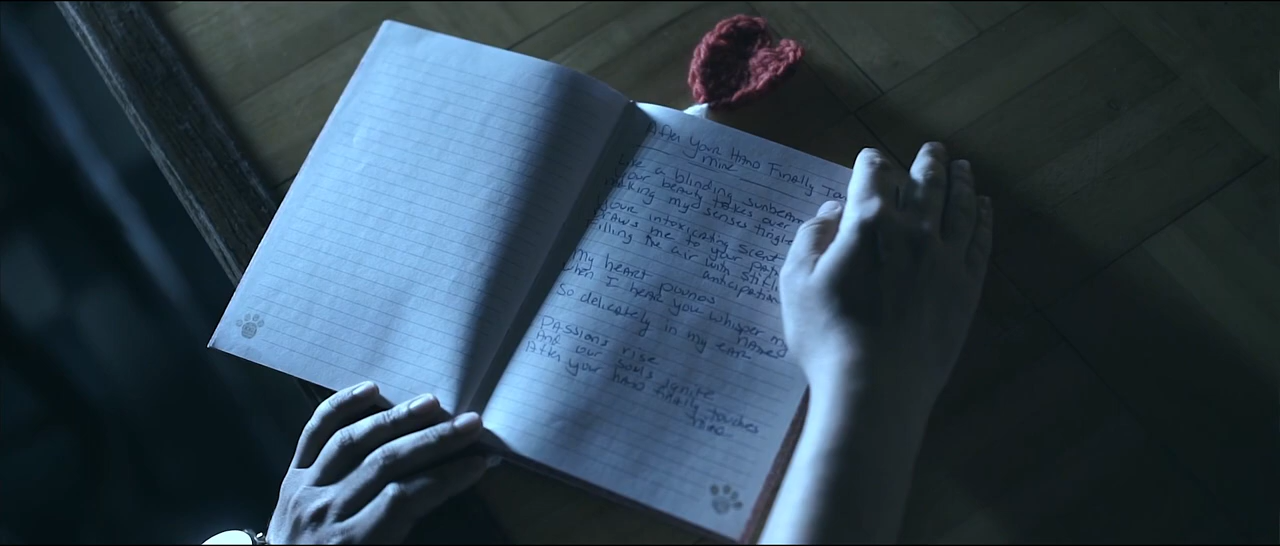 After Your Hand Finally
mine
Like a blinding sunbeam
Your beauty takes over
making my senses tingle
Your intoxicating scent
Draws me to your
Filling the air with
anticipation
My heart pounds
When I hear you whisper my
name
So delicately in my ear
Passions rise
And our souls ignite
After your hand finally touches
mine...